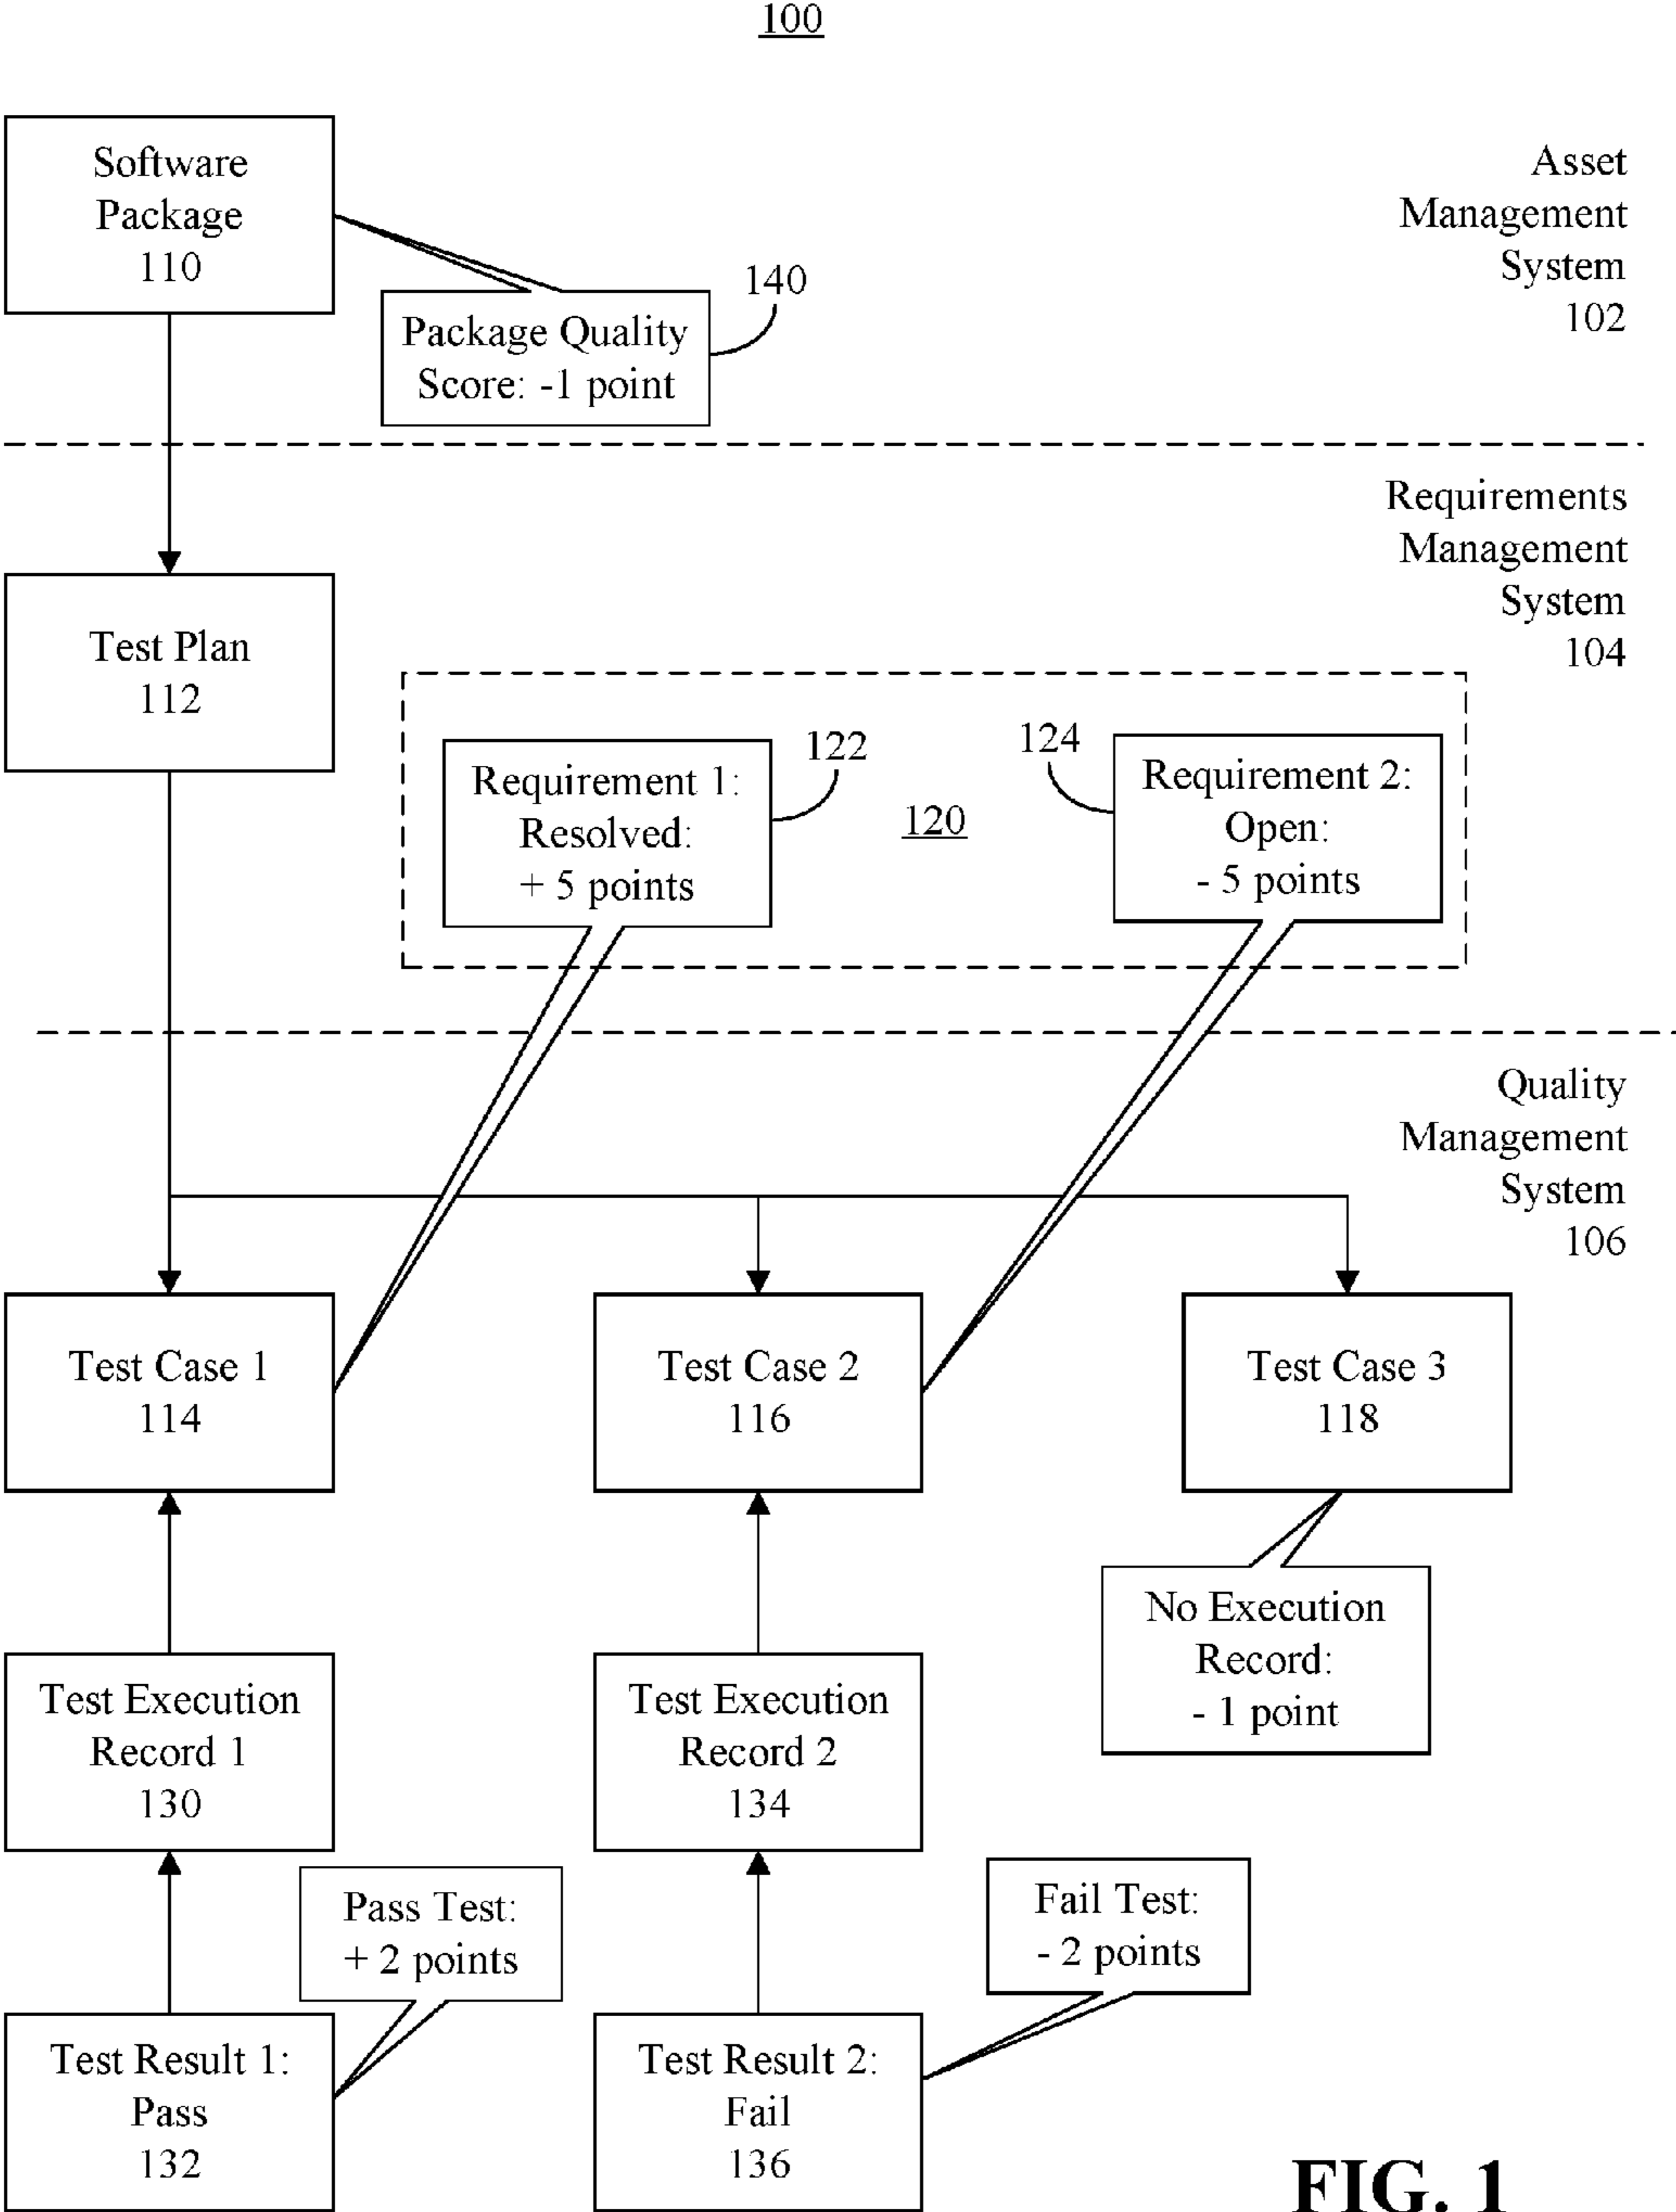 100
Software
Package
110
Asset
Management
System
102
140
Package Quality
Score: -1 point
Requirements
Management
System
104
Test Plan
112
122
Requirement 1:
Resolved:
+ 5 points
120
124
Requirement 2:
Open:
- 5 points
Quality
Management
System
106
Test Case 1
114
Test Case 2
116
Test Case 3
118
No Execution
Record:
- 1 point
Test Execution
Record 1
130
Test Execution
Record 2
134
Pass Test:
+ 2 points
Fail Test:
- 2 points
Test Result 1:
Pass
132
Test Result 2:
Fail
136
FIG. 1